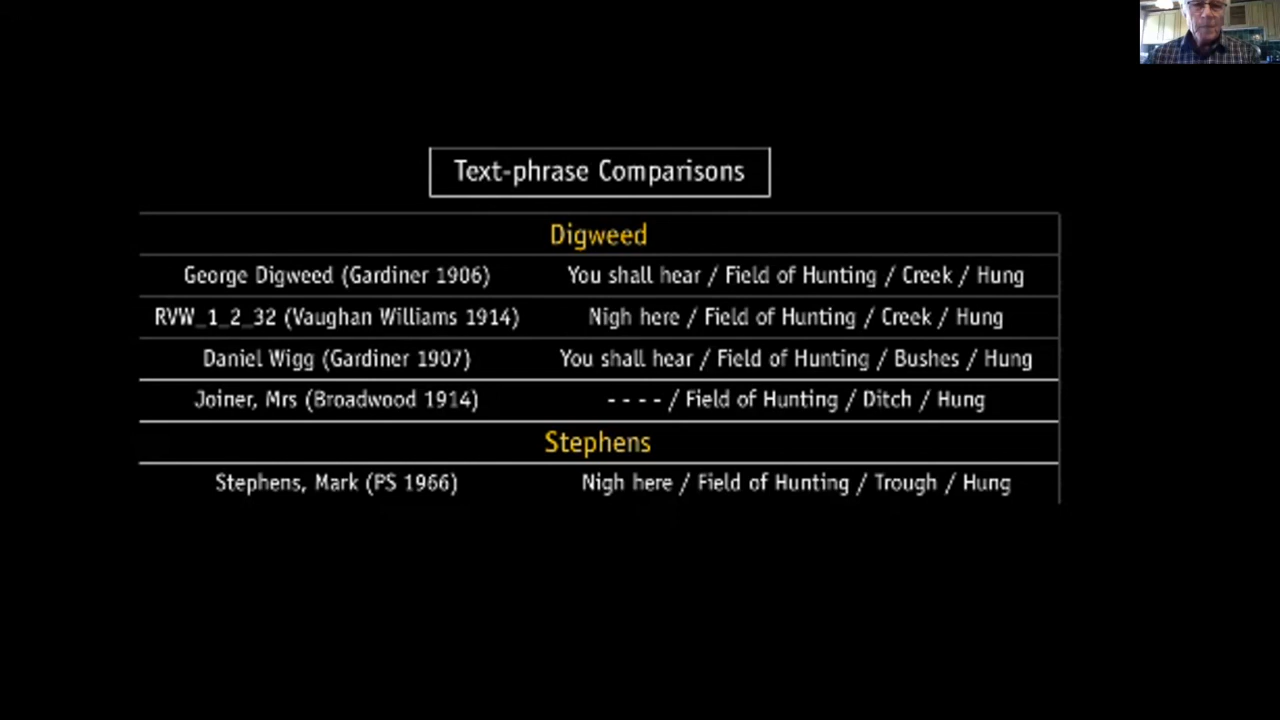 Text-phrase Comparisons
Digweed
George Digweed (Gardiner 1906) You shall hear / Field of Hunting / Creek / Hung
RVW_1_2_32 (Vaughan Williams 1914) Nigh here / Field of Hunting / Creek / Hung
Daniel Wigg (Gardiner 1907) You shall hear / Field of Hunting / Bushes / Hung
Joiner, Mrs (Broadwood 1914) - - - - / Field of Hunting / Ditch / Hung
Stephens
Stephens, Mark (PS 1966) Nigh here / Field of Hunting / Trough / Hung